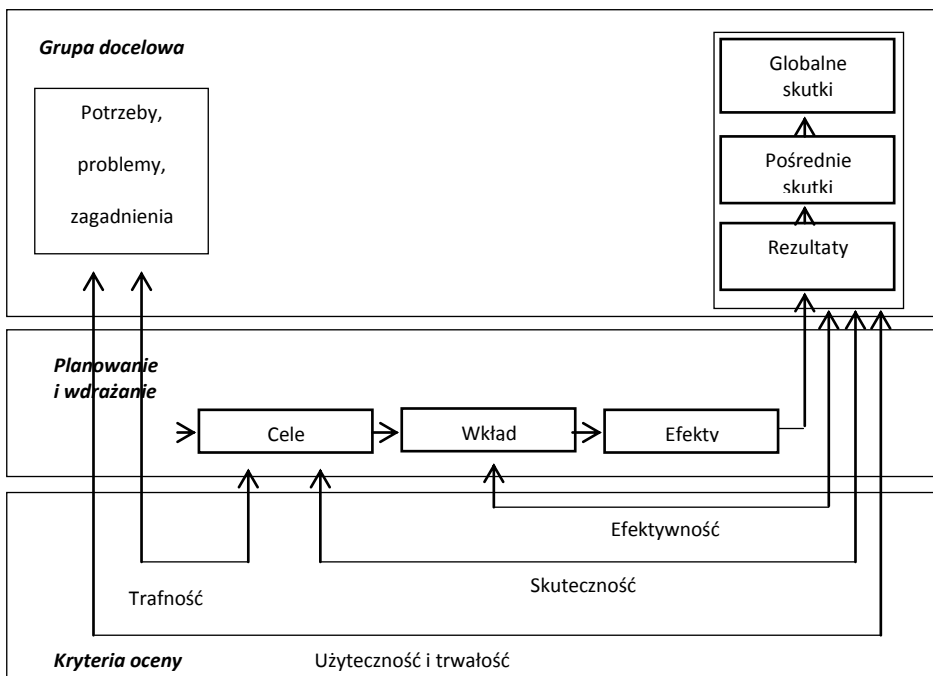 Grupa docelowa
Potrzeby,
problemy,
zagadnienia
Globalne
skutki
Pośrednie
skutki
Rezultaty
Planowanie
i wdrażanie
Cele
Wkład
Efekty
Efektywność
Skuteczność
Trafność
Kryteria oceny
Użyteczność i trwałość